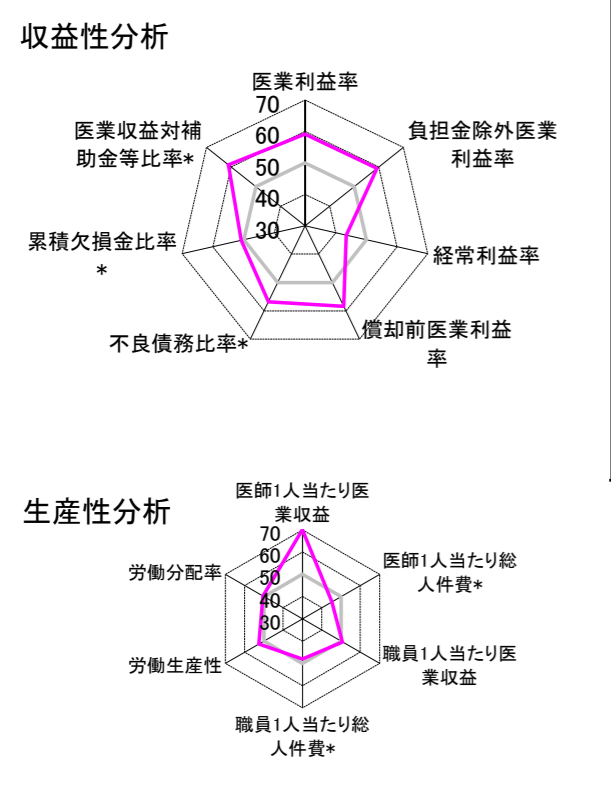 収益性分析
医業利益率
70
60
50
40
30
負担金除外医業
利益率
経常利益率
償却前医業利益
率
不良債務比率*
累積欠損金比率
*
医業収益対補
助金等比率*
生産性分析
医師1人当たり医
業収益
70
60
50
40
30
医師1人当たり総
人件費*
職員1人当たり医
業収益
職員1人当たり総
人件費*
労働生産性
労働分配率